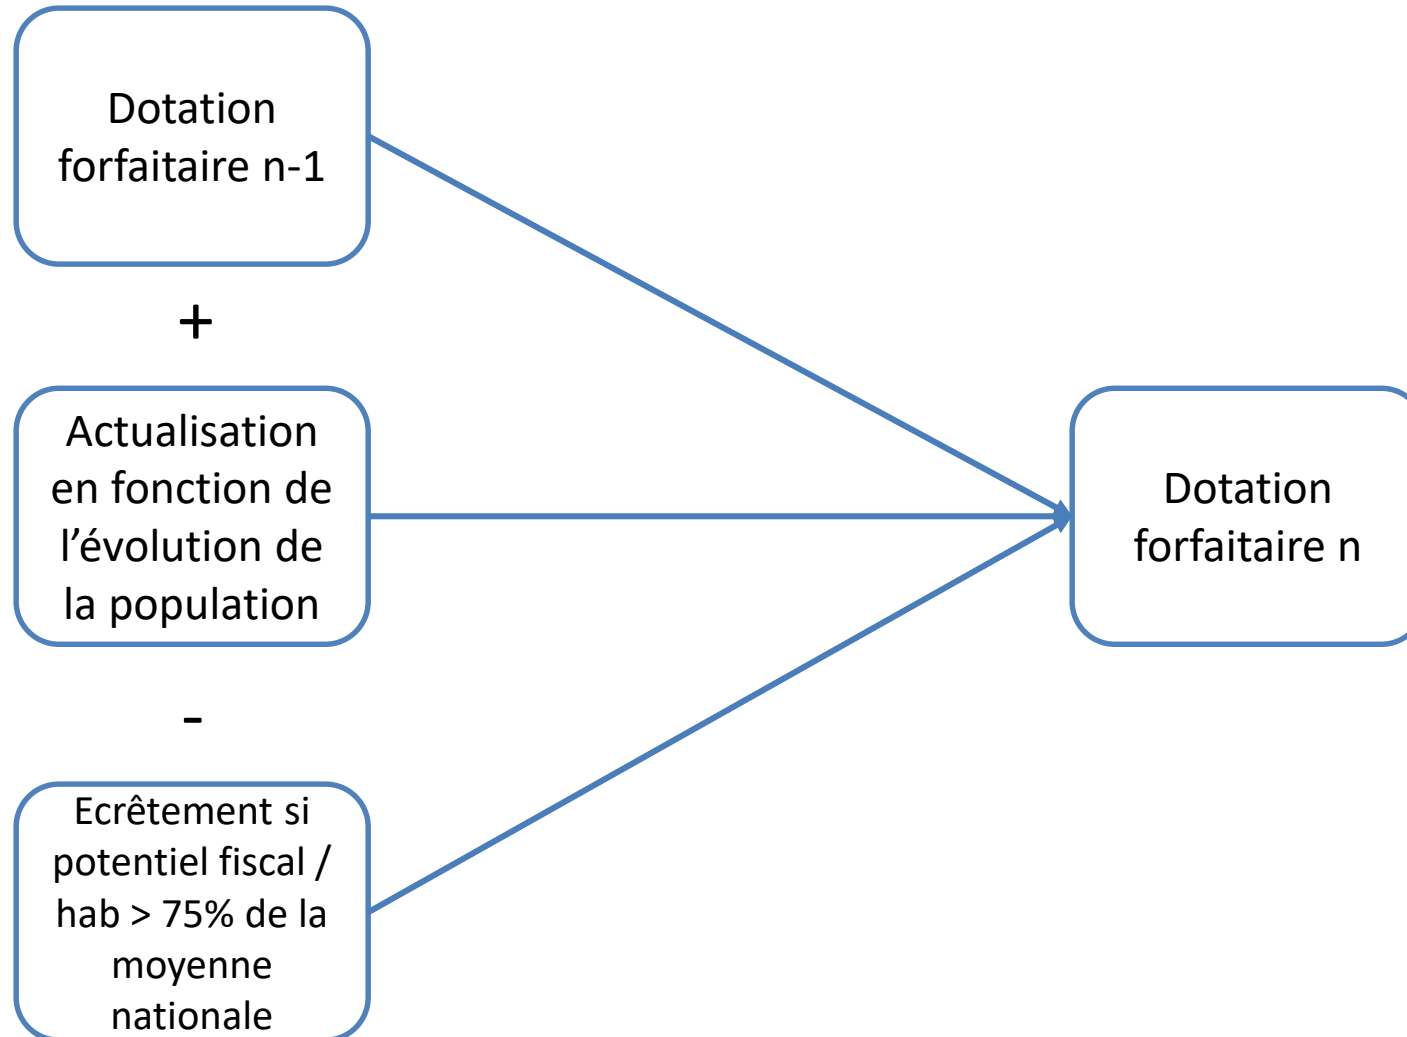 Dotation
forfaitaire n-1
+
Actualisation
en fonction de
l’évolution de
la population
-
Ecrêtement si
potentiel fiscal /
hab > 75% de la
moyenne
nationale
Dotation
forfaitaire n